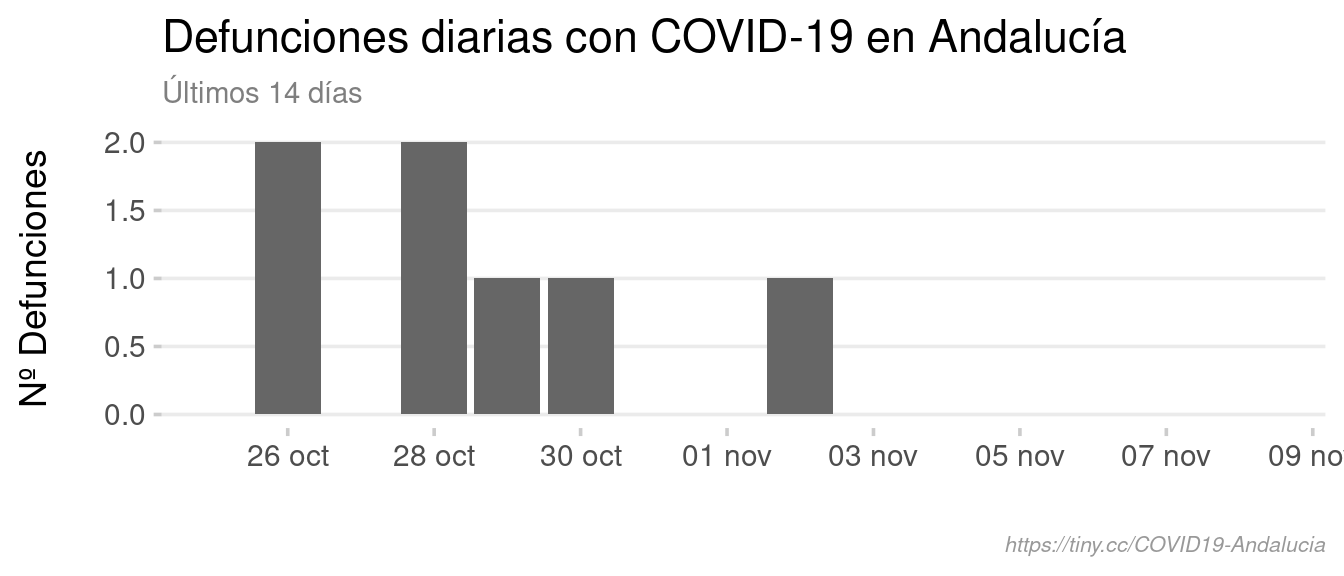 Defunciones diarias con COVID-19 en Andalucía
Últimos 14 días
Nº Defunciones
2.0
1.5
1.0
0.5
0.0
26 oct 28 oct 30 oct 01 nov 03 nov 05 nov 07 nov 09 no
https://tiny.cc/COVID19-Andalucia